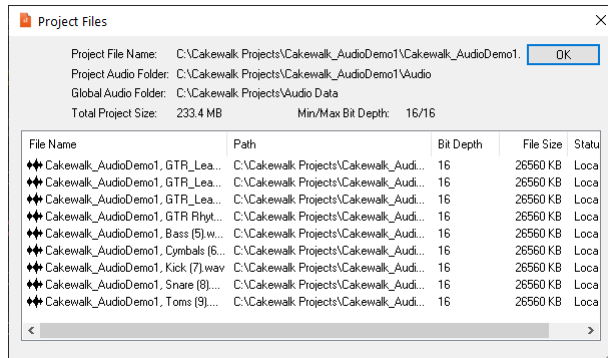 Project Files
Project File Name: C:\Cakewalk Projects\Cakewalk_AudioDemo1\Cakewalk_AudioDemo1. OK
Project Audio Folder: C:\Cakewalk Projects\Cakewalk_AudioDemo1\Audio
Global Audio Folder: C:\Cakewalk Projects\Audio Data
Total Project Size: 233.4 MB Min/Max Bit Depth: 16/16
File Name Path Bit Depth File Size Statu
Cakewalk_AudioDemo1, GTR_Lea... C:\Cakewalk Projects\Cakewalk_Audi... 16 26560 KB Loca
Cakewalk_AudioDemo1, GTR_Lea... C:\Cakewalk Projects\Cakewalk_Audi... 16 26560 KB Loca
Cakewalk_AudioDemo1, GTR_Lea... C:\Cakewalk Projects\Cakewalk_Audi... 16 26560 KB Loca
Cakewalk_AudioDemo1, GTR Rhyt... C:\Cakewalk Projects\Cakewalk_Audi... 16 26560 KB Loca
Cakewalk_AudioDemo1, Bass (5).w... C:\Cakewalk Projects\Cakewalk_Audi... 16 26560 KB Loca
Cakewalk_AudioDemo1, Cymbals (6... C:\Cakewalk Projects\Cakewalk_Audi... 16 26560 KB Loca
Cakewalk_AudioDemo1, Kick (7).wav C:\Cakewalk Projects\Cakewalk_Audi... 16 26560 KB Loca
Cakewalk_AudioDemo1, Snare (8).... C:\Cakewalk Projects\Cakewalk_Audi... 16 26560 KB Loca
Cakewalk_AudioDemo1, Toms (9).... C:\Cakewalk Projects\Cakewalk_Audi... 16 26560 KB Loca